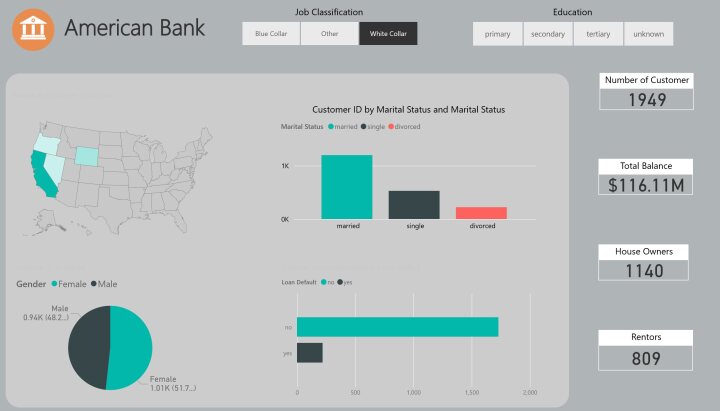 American Bank
Job Classification
Blue Collar
Other
White Collar
Education
primary
secondary
tertiary
unknown
Number of Customer
1949
Total Balance
$116.11M
House Owners
1140
Rentors
809
Customer ID by Marital Status and Marital Status
Marital Status married single divorced
1K
0K
married
single
divorced
Gender Female Male
Male
0.94K (48.2...)
Female
1.01K (51.7...)
Loan Default no yes
no
yes
0
500
1,000
1,500
2,000